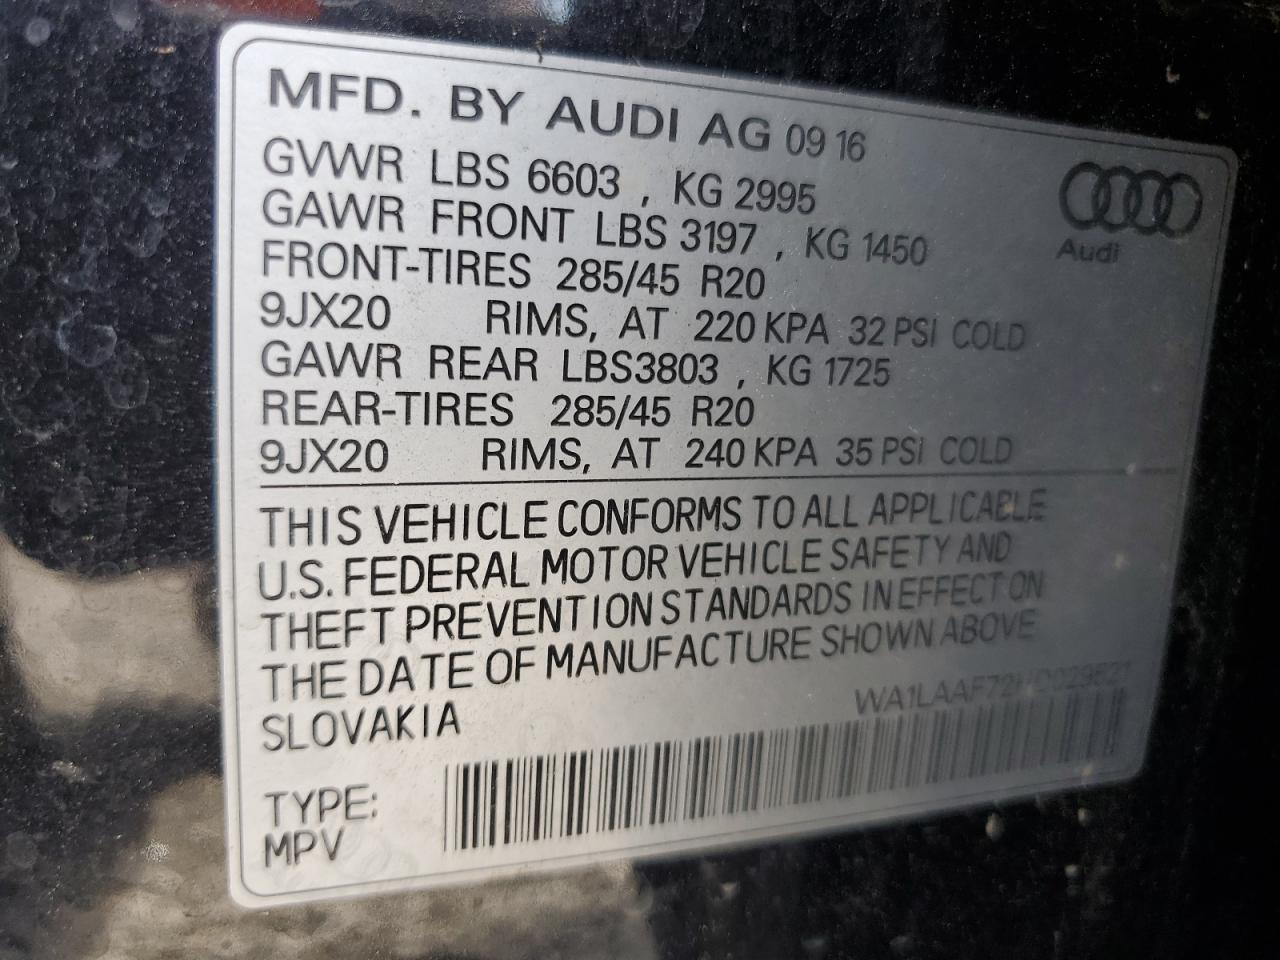 MFD. BY AUDI AG 09 16
GVWR LBS 6603 , KG 2995
GAWR FRONT LBS 3197 , KG 1450
FRONT-TIRES 285/45 R20
9JX20 RIMS, AT 220 KPA 32 PSI COLD
GAWR REAR LBS3803 , KG 1725
REAR-TIRES 285/45 R20
9JX20 RIMS, AT 240 KPA 35 PSI COLD
Audi
THIS VEHICLE CONFORMS TO ALL APPLICABLE
U.S. FEDERAL MOTOR VEHICLE SAFETY AND
THEFT PREVENTION STANDARDS IN EFFECT ON
THE DATE OF MANUFACTURE SHOWN ABOVE
SLOVAKIA
WA1LAAF72HD029521
TYPE:
MPV